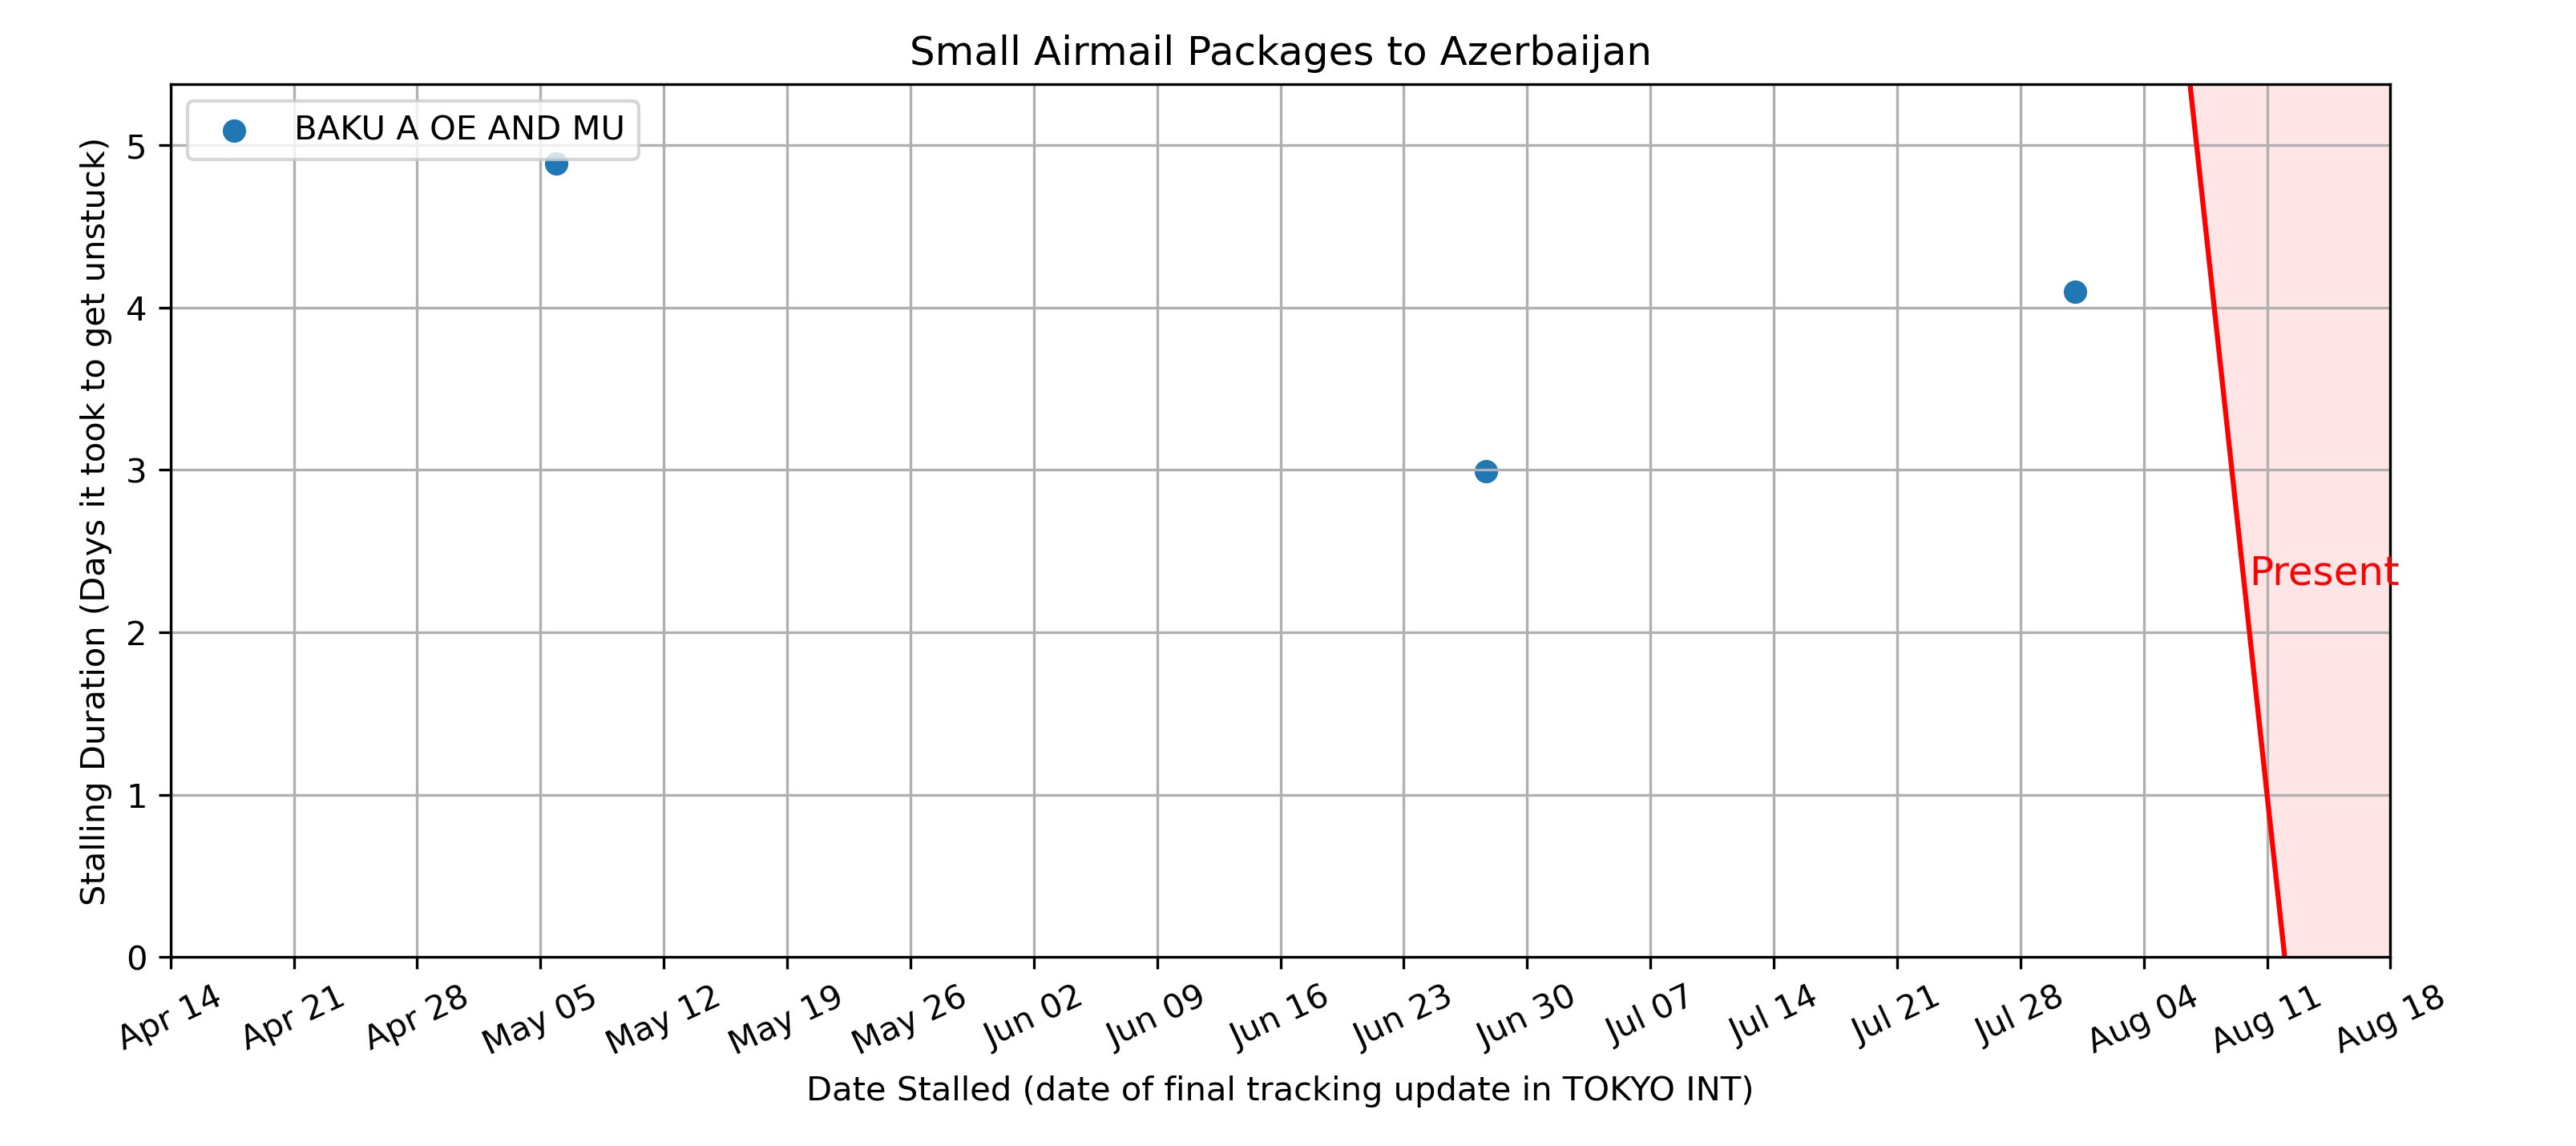 Small Airmail Packages to Azerbaijan
BAKU A OE AND MU
Stalling Duration (Days it took to get unstuck)
5
4
3
2
1
0
Present
Apr 14
Apr 21
Apr 28
May 05
May 12
May 19
May 26
Jun 02
Jun 09
Jun 16
Jun 23
Jun 30
Jul 07
Jul 14
Jul 21
Jul 28
Aug 04
Aug 11
Aug 18
Date Stalled (date of final tracking update in TOKYO INT)